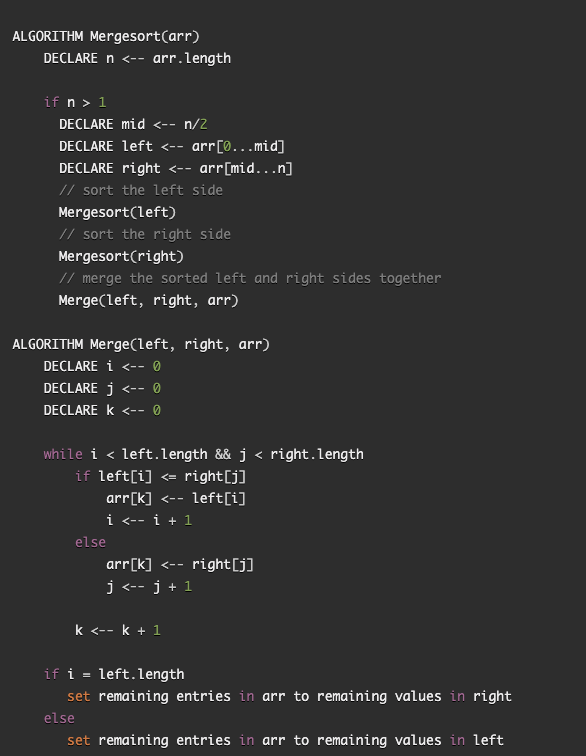 ALGORITHM Mergesort(arr)
    DECLARE n <-- arr.length

    if n > 1
      DECLARE mid <-- n/2
      DECLARE left <-- arr[0...mid]
      DECLARE right <-- arr[mid...n]
      // sort the left side
      Mergesort(left)
      // sort the right side
      Mergesort(right)
      // merge the sorted left and right sides together
      Merge(left, right, arr)

ALGORITHM Merge(left, right, arr)
    DECLARE i <-- 0
    DECLARE j <-- 0
    DECLARE k <-- 0

    while i < left.length && j < right.length
        if left[i] <= right[j]
            arr[k] <-- left[i]
            i <-- i + 1
        else
            arr[k] <-- right[j]
            j <-- j + 1

        k <-- k + 1

    if i = left.length
       set remaining entries in arr to remaining values in right
    else
       set remaining entries in arr to remaining values in left